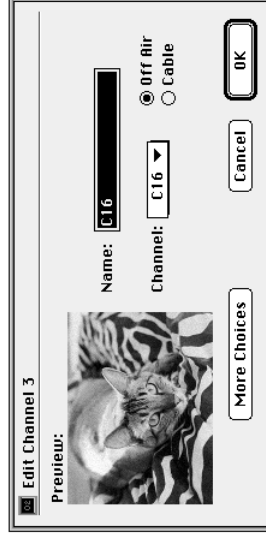 Edit Channel 3
Preview:
Name: C16
Channel: C16
Off Air
Cable
More Choices
Cancel
OK